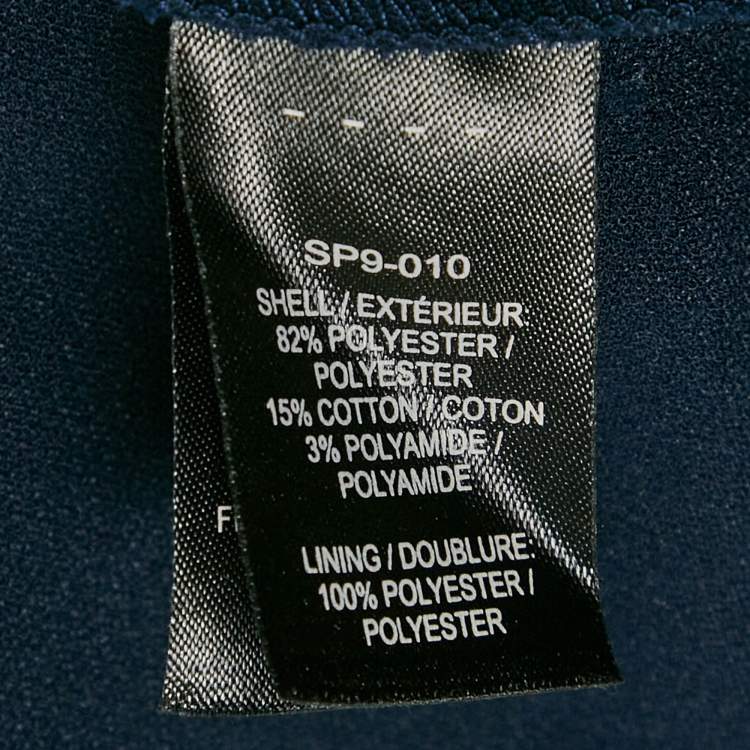 SP9-010
SHELL / EXTÉRIEUR:
82% POLYESTER /
POLYESTER
15% COTTON / COTON
3% POLYAMIDE /
POLYAMIDE
LINING / DOUBLURE:
100% POLYESTER /
POLYESTER